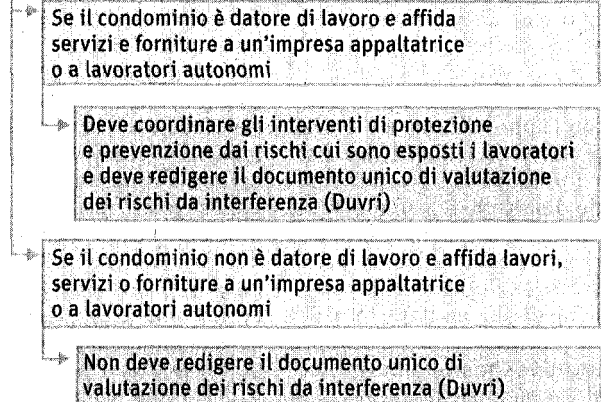 Se il condominio è datore di lavoro e affida
servizi e forniture a un'impresa appaltatrice
o a lavoratori autonomi
Deve coordinare gli interventi di protezione
e prevenzione dai rischi cui sono esposti i lavoratori
e deve redigere il documento unico di valutazione
dei rischi da interferenza (Duvri)
Se il condominio non è datore di lavoro e affida lavori,
servizi o forniture a un'impresa appaltatrice
o a lavoratori autonomi
Non deve redigere il documento unico di
valutazione dei rischi da interferenza (Duvri)